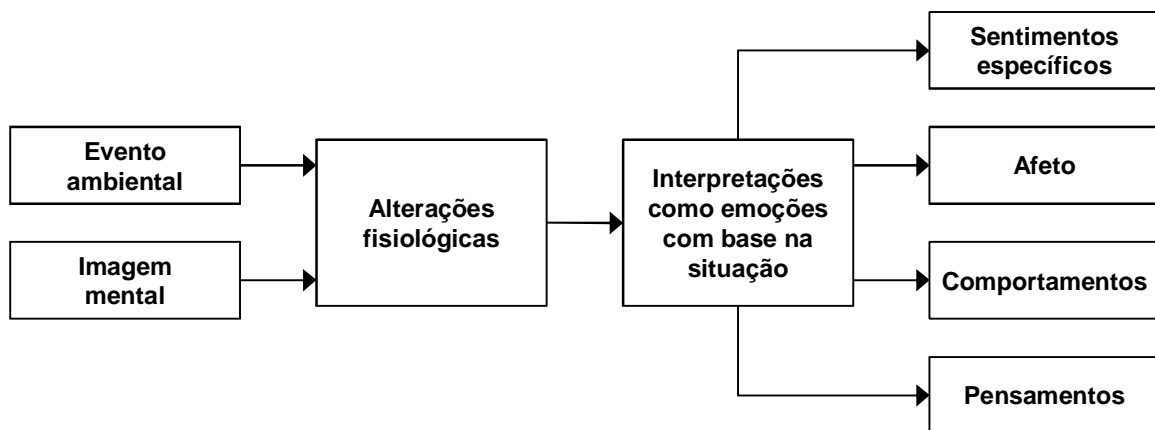 Evento
ambiental
Imagem
mental
Alterações
fisiológicas
Interpretações
como emoções
com base na
situação
Sentimentos
específicos
Afeto
Comportamentos
Pensamentos